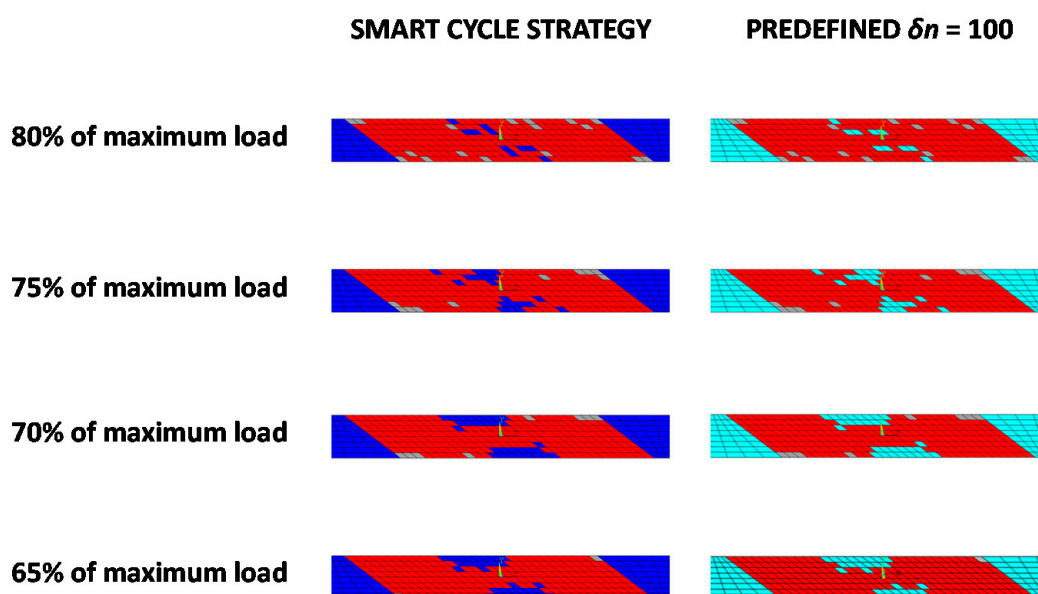 SMART CYCLE STRATEGY PREDEFINED δn = 100
80% of maximum load
75% of maximum load
70% of maximum load
65% of maximum load